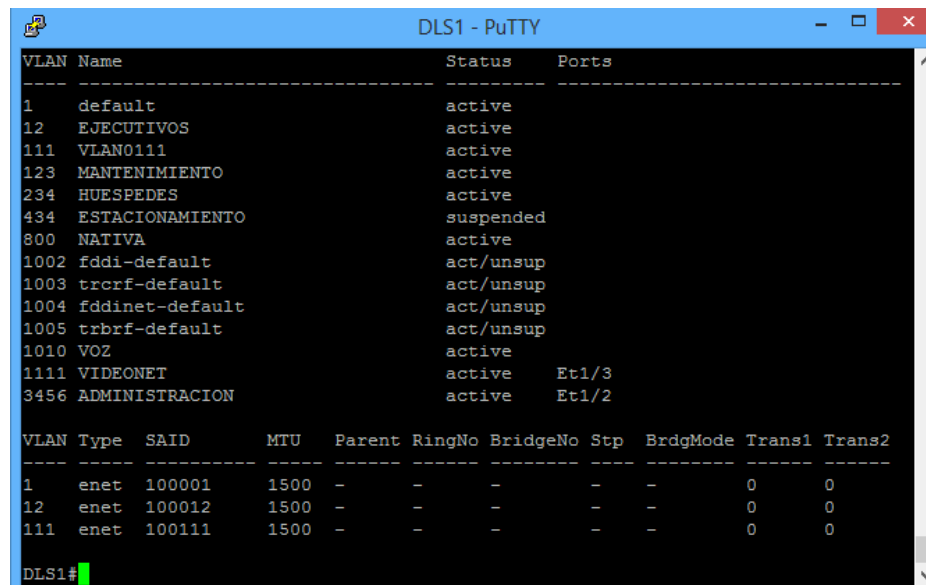 DLS1 - PuTTY
VLAN Name                             Status    Ports
---- -------------------------------- --------- -------------------------------
1    default                          active
12   EJECUTIVOS                       active
111  VLAN0111                         active
123  MANTENIMIENTO                    active
234  HUESPEDES                        active
434  ESTACIONAMIENTO                  suspended
800  NATIVA                           active
1002 fddi-default                     act/unsup
1003 trcrf-default                    act/unsup
1004 fddinet-default                  act/unsup
1005 trbrf-default                    act/unsup
1010 VOZ                              active
1111 VIDEONET                         active    Et1/3
3456 ADMINISTRACION                   active    Et1/2
VLAN Type  SAID       MTU   Parent RingNo BridgeNo Stp  BrdgMode Trans1 Trans2
---- ----- ---------- ----- ------ ------ -------- ---- -------- ------ ------
1    enet  100001     1500  -      -      -        -    -        0      0
12   enet  100012     1500  -      -      -        -    -        0      0
111  enet  100111     1500  -      -      -        -    -        0      0
DLS1#